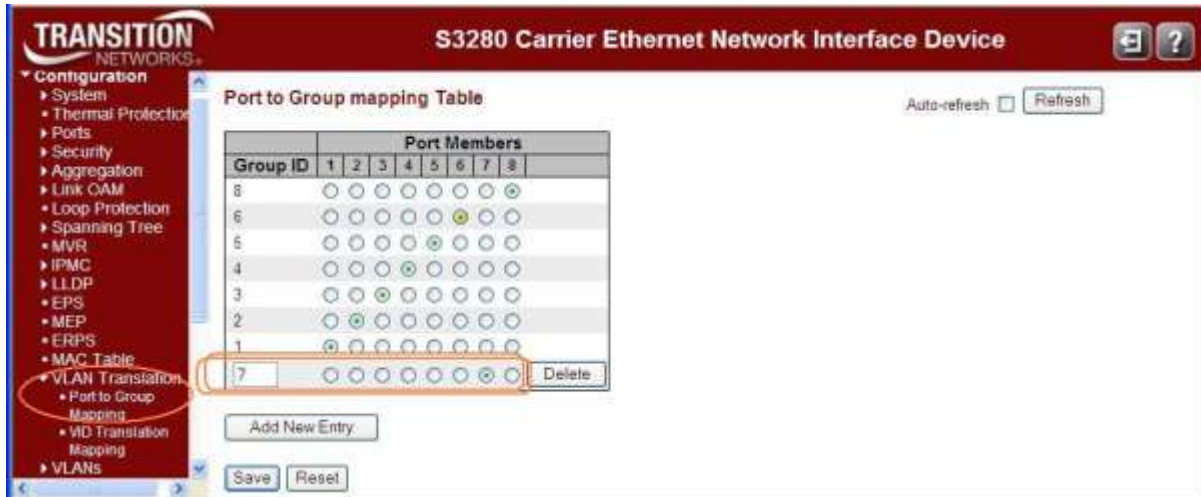 TRANSITION
NETWORKS
S3280 Carrier Ethernet Network Interface Device
?
Configuration
System
Thermal Protection
Ports
Security
Aggregation
Link OAM
Loop Protection
Spanning Tree
MVR
IPMC
LLDP
EPS
MEP
ERPS
MAC Table
VLAN Translation
Port to Group
Mapping
VID Translation
Mapping
VLANs
Port to Group mapping Table
Auto-refresh Refresh
Port Members
Group ID 1 2 3 4 5 6 7 8
8
6
5
4
3
2
1
7 Delete
Add New Entry
Save Reset